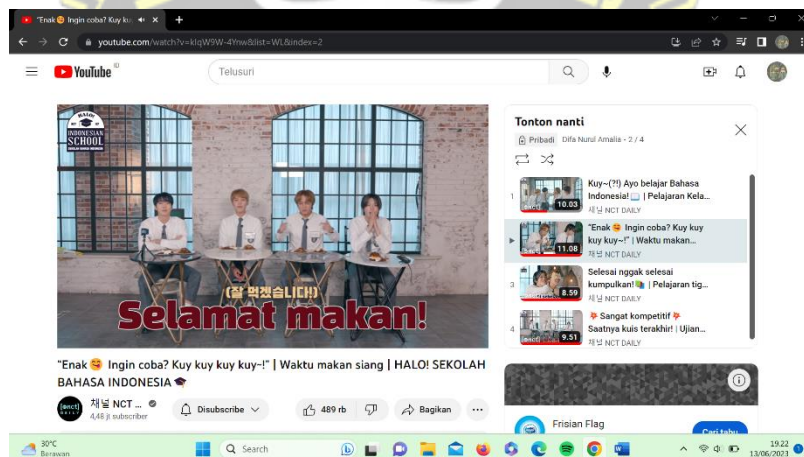 "Enak😋 Ingin coba? Kuy ku
youtube.com/watch?v=klqW9W-4Ynw&list=WL&index=2
YouTube ID
Telusuri
HALO!
INDONESIAN
SCHOOL
(잘 먹겠습니다!)
Selamat makan!
"Enak 😋 Ingin coba? Kuy kuy kuy kuy~!" | Waktu makan siang | HALO! SEKOLAH
BAHASA INDONESIA 🎓
채널 NCT ...
4,48 jt subscriber
Disubscribe
489 rb
Bagikan
Tonton nanti
Pribadi Difa Nurul Amalia - 2 / 4
1
10.03
Kuy~(?!) Ayo belajar Bahasa
Indonesia! 📖 | Pelajaran Kela...
채널 NCT DAILY
11.08
"Enak 😋 Ingin coba? Kuy kuy
kuy kuy~!" | Waktu makan...
채널 NCT DAILY
3
8.59
Selesai nggak selesai
kumpulkan!📚 | Pelajaran tig...
채널 NCT DAILY
4
9.51
💥 Sangat kompetitif 💥
Saatnya kuis terakhir! | Ujian...
채널 NCT DAILY
Frisian Flag
Cari tahu
30°C
Berawan
Search
19.22
13/06/2023